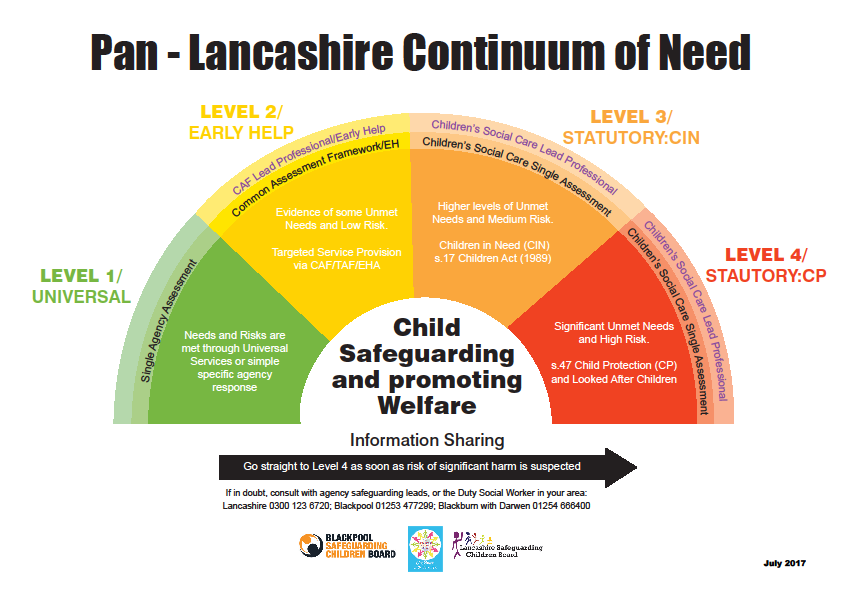 Pan - Lancashire Continuum of Need
LEVEL 1/
UNIVERSAL
Single Agency Assessment
Needs and Risks are
met through Universal
Services or simple
specific agency
response
LEVEL 2/
EARLY HELP
CAF Lead Professional/Early Help
Common Assessment Framework/EH
Evidence of some Unmet
Needs and Low Risk.
Targeted Service Provision
via CAF/TAF/EHA
LEVEL 3/
STATUTORY:CIN
Children's Social Care Lead Professional
Children's Social Care Single Assessment
Higher levels of Unmet
Needs and Medium Risk.
Children in Need (CIN)
s.17 Children Act (1989)
LEVEL 4/
STAUTORY:CP
Children's Social Care Lead Professional
Children's Social Care Single Assessment
Significant Unmet Needs
and High Risk.
s.47 Child Protection (CP)
and Looked After Children
Child
Safeguarding
and promoting
Welfare
Information Sharing
Go straight to Level 4 as soon as risk of significant harm is suspected
If in doubt, consult with agency safeguarding leads, or the Duty Social Worker in your area:
Lancashire 0300 123 6720; Blackpool 01253 477299; Blackburn with Darwen 01254 666400
BLACKPOOL
SAFEGUARDING
CHILDREN BOARD
Lancashire Safeguarding
Children Board
July 2017